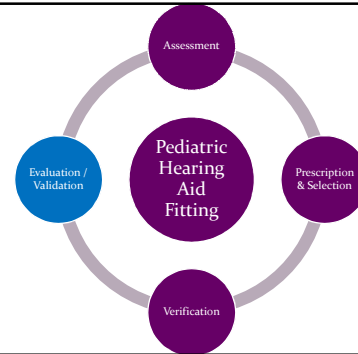 Assessment
Pediatric
Hearing
Aid
Fitting
Evaluation /
Validation
Prescription
& Selection
Verification